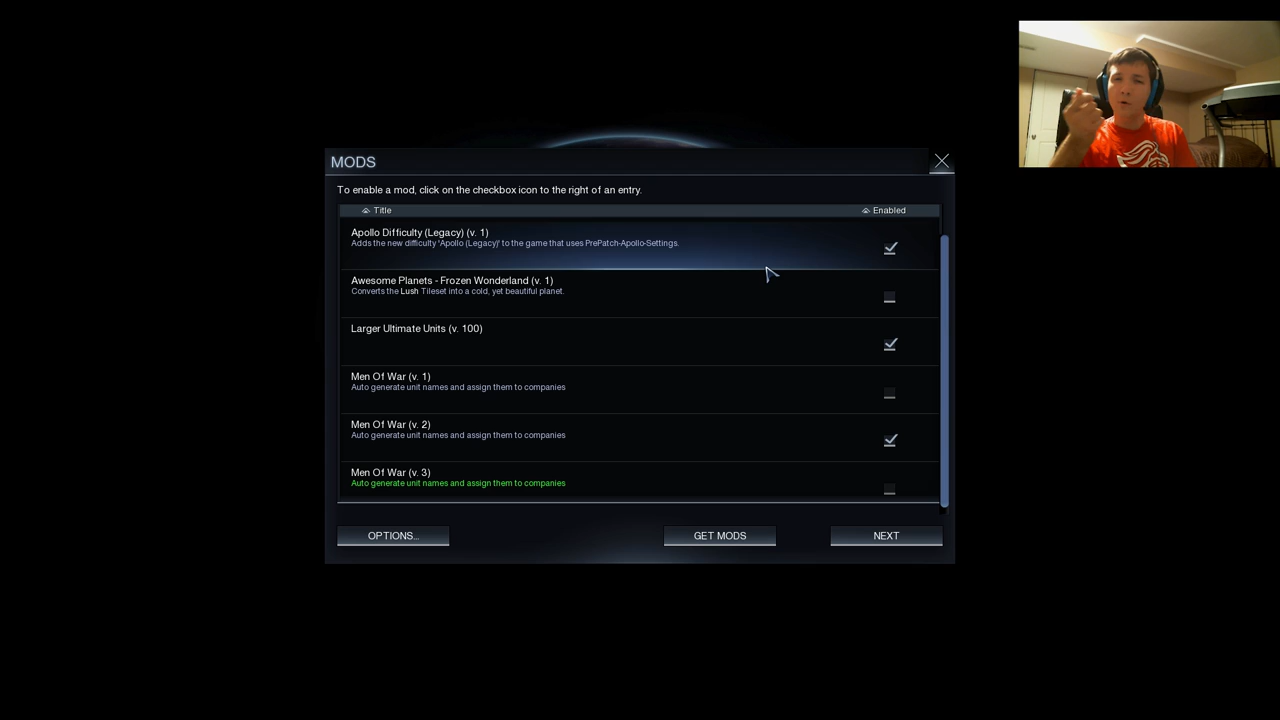 MODS
To enable a mod, click on the checkbox icon to the right of an entry.
Title Enabled
Apollo Difficulty (Legacy) (v. 1)
Adds the new difficulty 'Apollo (Legacy)' to the game that uses PrePatch-Apollo-Settings.
Awesome Planets - Frozen Wonderland (v. 1)
Converts the Lush Tileset into a cold, yet beautiful planet.
Larger Ultimate Units (v. 100)
Men Of War (v. 1)
Auto generate unit names and assign them to companies
Men Of War (v. 2)
Auto generate unit names and assign them to companies
Men Of War (v. 3)
Auto generate unit names and assign them to companies
OPTIONS... GET MODS NEXT